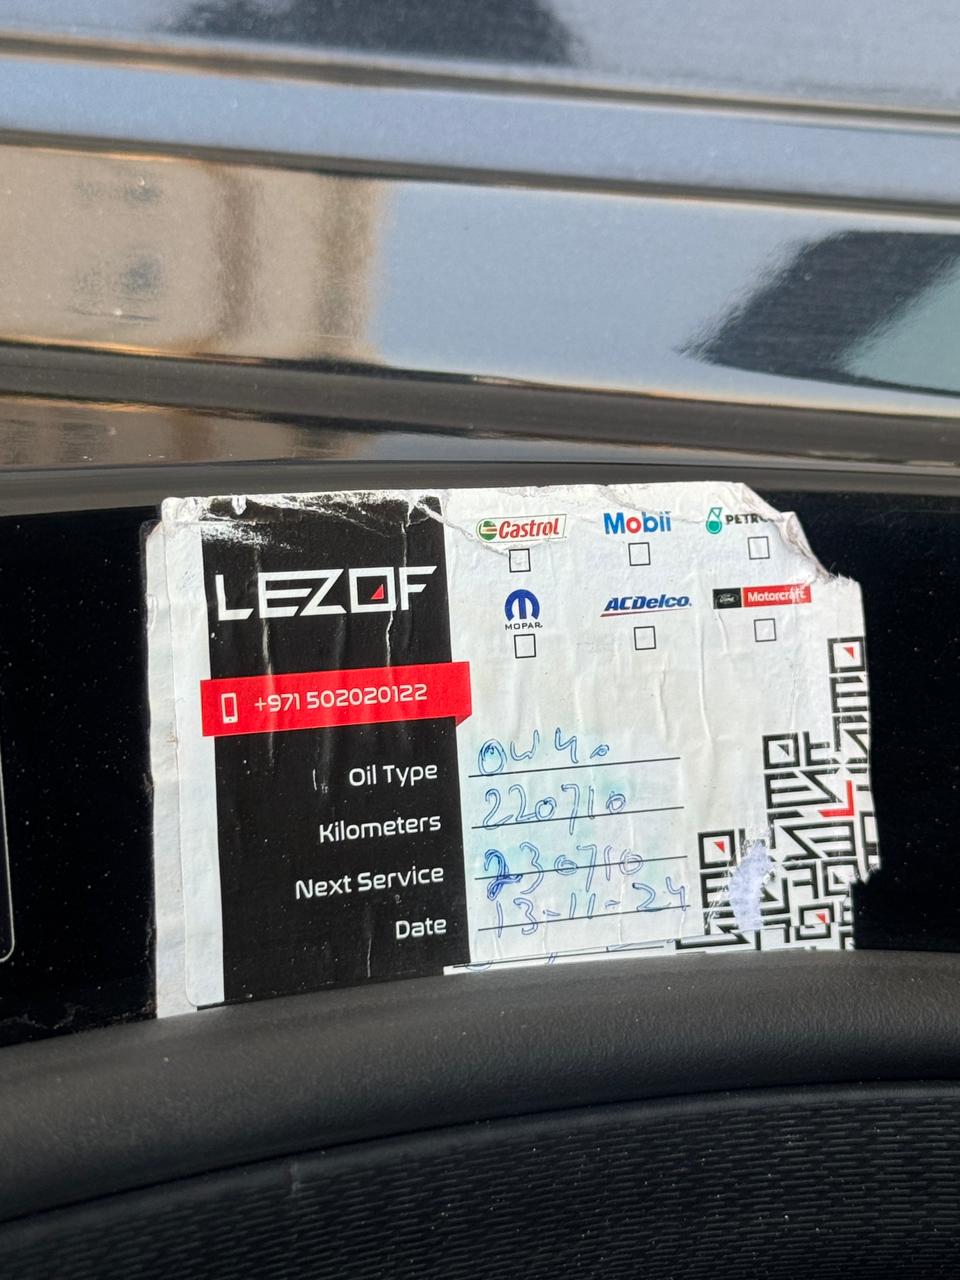 LEZOF
+971 502020122
Castrol
Mobil
MOPAR
ACDelco
Ford Motorcraft
Oil Type 0W40
Kilometers 220710
Next Service 230710
Date 13-11-24